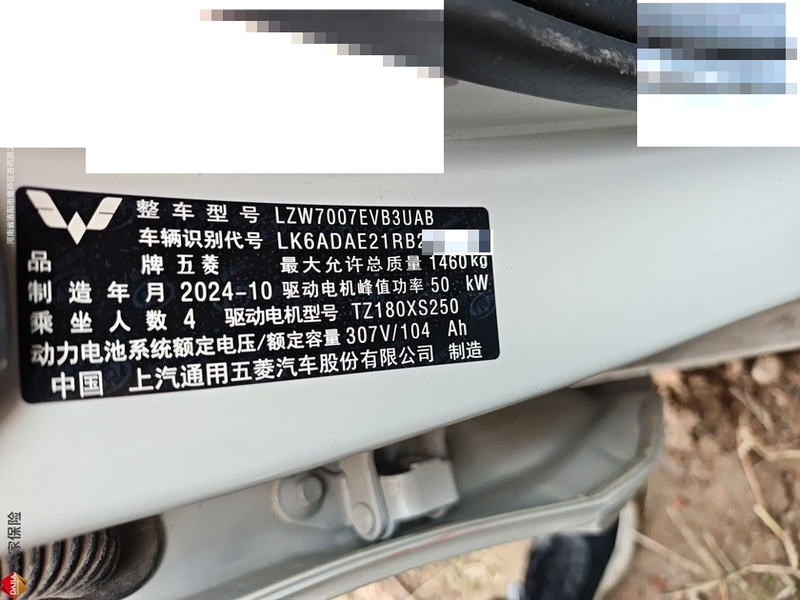 整车型号 LZW7007EVB3UAB
车辆识别代号 LK6ADAE21RB2
品牌 五菱 最大允许总质量 1460 kg
制造年月 2024-10 驱动电机峰值功率 50 kW
乘坐人数 4 驱动电机型号 TZ180XS250
动力电池系统额定电压/额定容量 307V/104 Ah
中国 上汽通用五菱汽车股份有限公司 制造
家保险